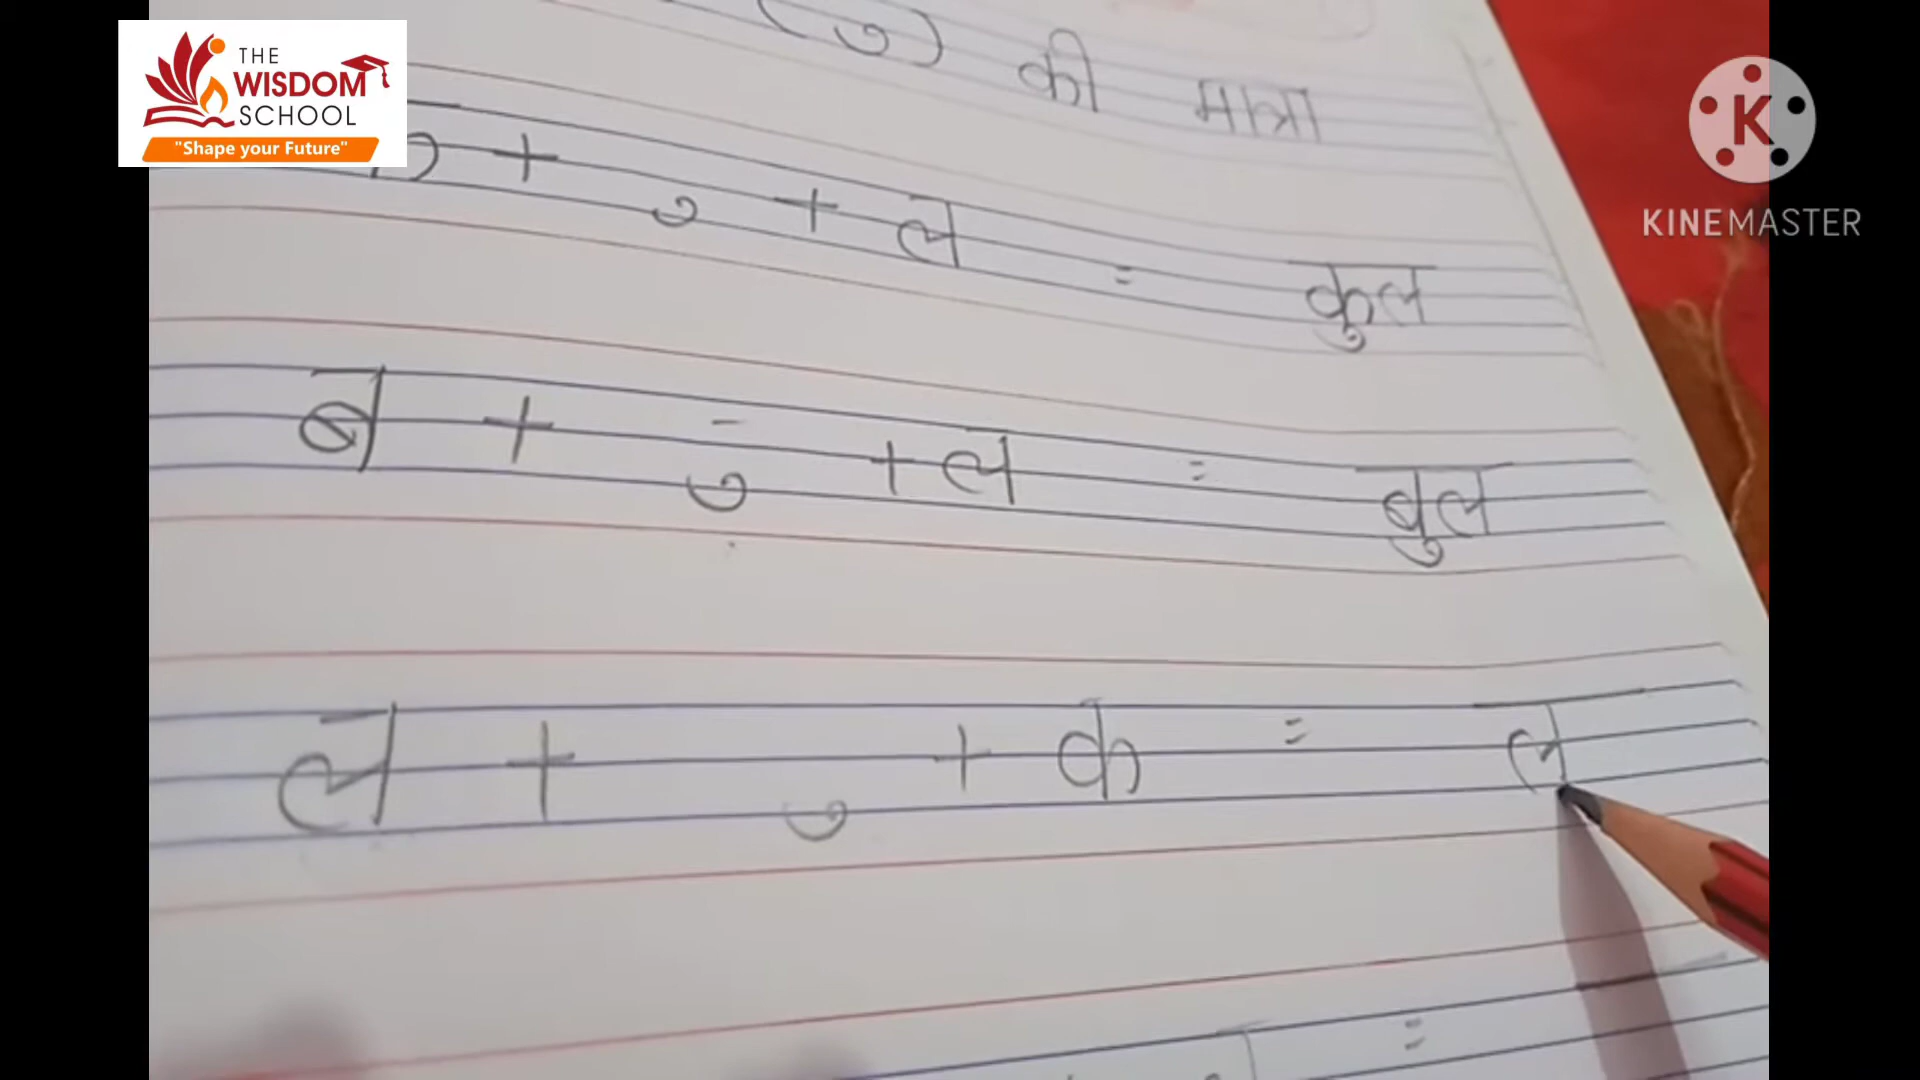 THE
WISDOM
SCHOOL
"Shape your Future"
K
KINEMASTER
( ु) की मात्रा
+ ु + ल = कुल
ब + ु + ल = बुल
ल + ु + क = ल
=